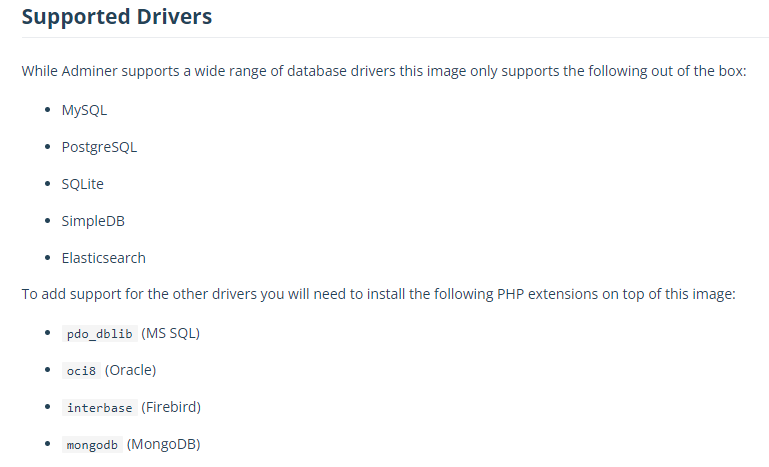 Supported Drivers
While Adminer supports a wide range of database drivers this image only supports the following out of the box:
• MySQL
• PostgreSQL
• SQLite
• SimpleDB
• Elasticsearch
To add support for the other drivers you will need to install the following PHP extensions on top of this image:
• pdo_dblib (MS SQL)
• oci8 (Oracle)
• interbase (Firebird)
• mongodb (MongoDB)